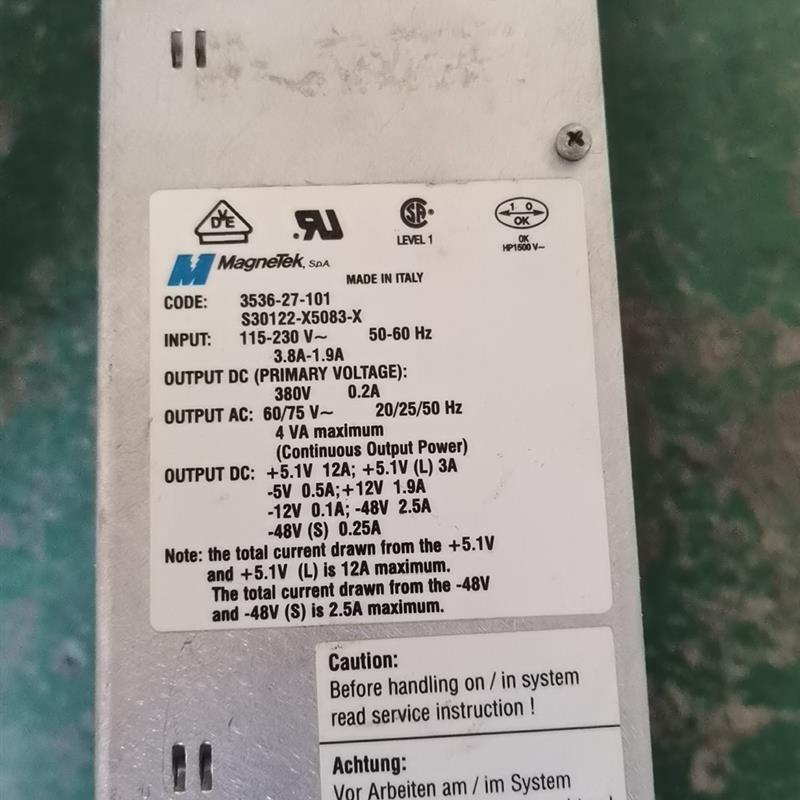 DVE
RU
SA
LEVEL 1
1 0
OK
OK
HP1500 V~
MagneTek, S.p.A.
MADE IN ITALY
CODE: 3536-27-101
S30122-X5083-X
INPUT: 115-230 V~ 50-60 Hz
3.8A-1.9A
OUTPUT DC (PRIMARY VOLTAGE):
380V 0.2A
OUTPUT AC: 60/75 V~ 20/25/50 Hz
4 VA maximum
(Continuous Output Power)
OUTPUT DC: +5.1V 12A; +5.1V (L) 3A
-5V 0.5A;+12V 1.9A
-12V 0.1A; -48V 2.5A
-48V (S) 0.25A
Note: the total current drawn from the +5.1V
and +5.1V (L) is 12A maximum.
The total current drawn from the -48V
and -48V (S) is 2.5A maximum.
Caution:
Before handling on / in system
read service instruction !
Achtung:
Vor Arbeiten am / im System